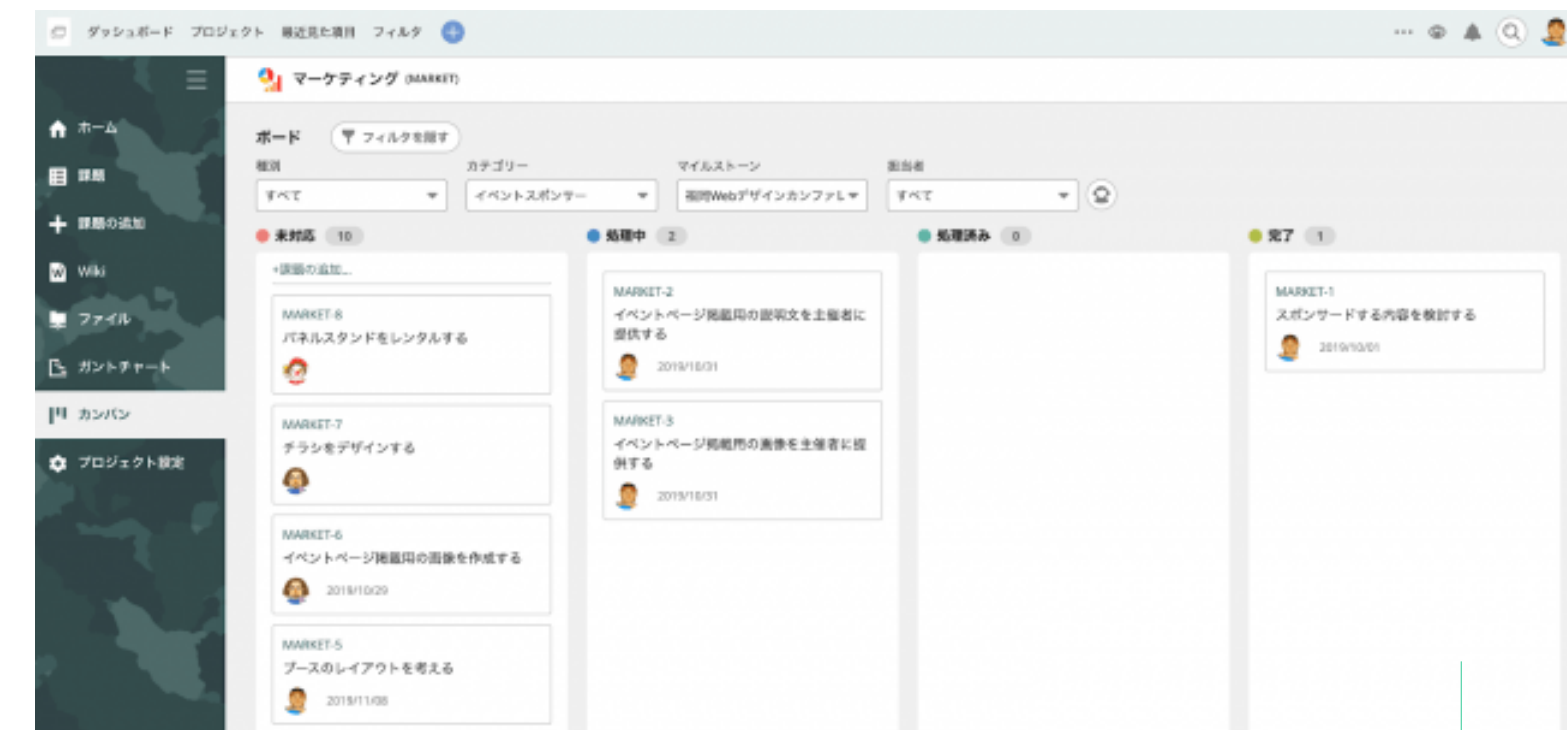 ダッシュボード プロジェクト 最近見た項目 フィルタ
マーケティング (MARKET)
ホーム
課題
課題の追加
Wiki
ファイル
ガントチャート
カンバン
プロジェクト設定
ボード フィルタを隠す
種別 カテゴリー マイルストーン 担当者
すべて イベントスポンサー 福岡Webデザインカンファレ すべて
未対応 10
+課題の追加...
MARKET-8
パネルスタンドをレンタルする
MARKET-7
チラシをデザインする
MARKET-6
イベントページ掲載用の画像を作成する
2019/10/29
MARKET-5
ブースのレイアウトを考える
2019/11/08
処理中 2
MARKET-2
イベントページ掲載用の説明文を主催者に
提供する
2019/10/31
MARKET-3
イベントページ掲載用の画像を主催者に提
供する
2019/10/31
処理済み 0
完了 1
MARKET-1
スポンサードする内容を検討する
2019/10/01